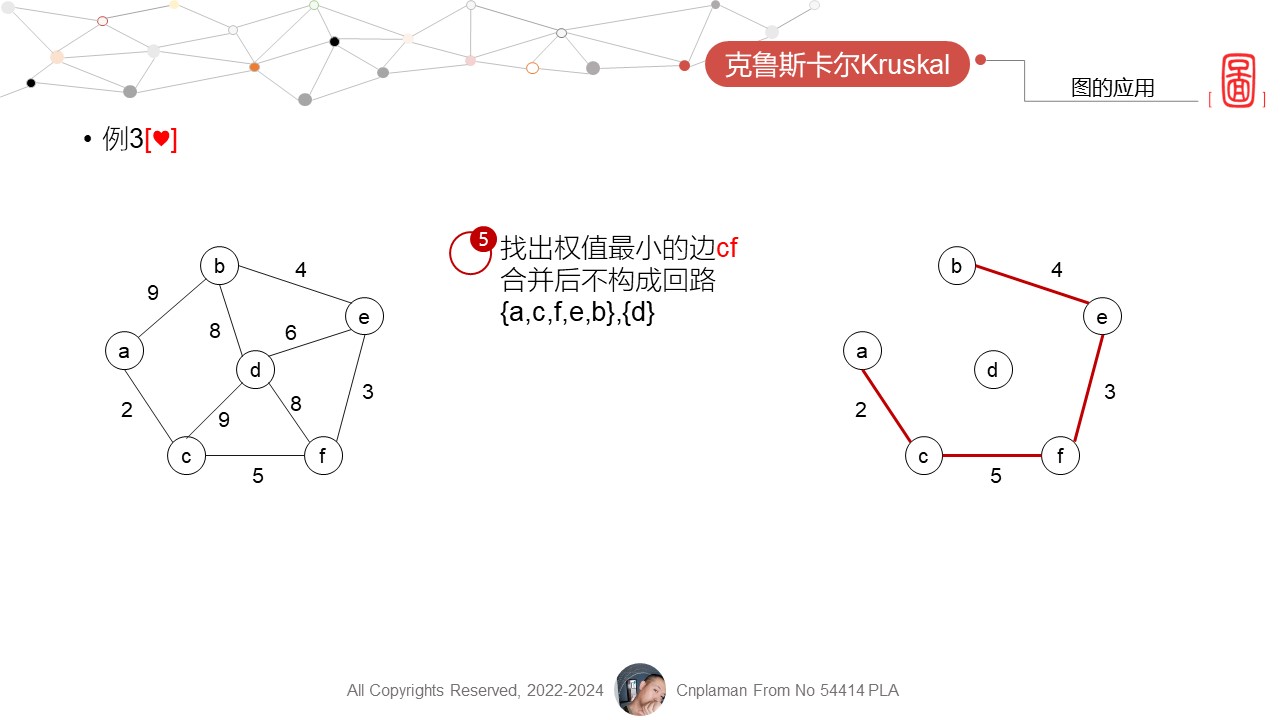 克鲁斯卡尔Kruskal
图的应用
[ ]
• 例3[♥]
5
找出权值最小的边cf
合并后不构成回路
{a,c,f,e,b},{d}
b
4
9
e
8
6
a
d
2
8
3
9
c
f
5
b
4
e
a
d
2
3
c
f
5
All Copyrights Reserved, 2022-2024
Cnplaman From No 54414 PLA